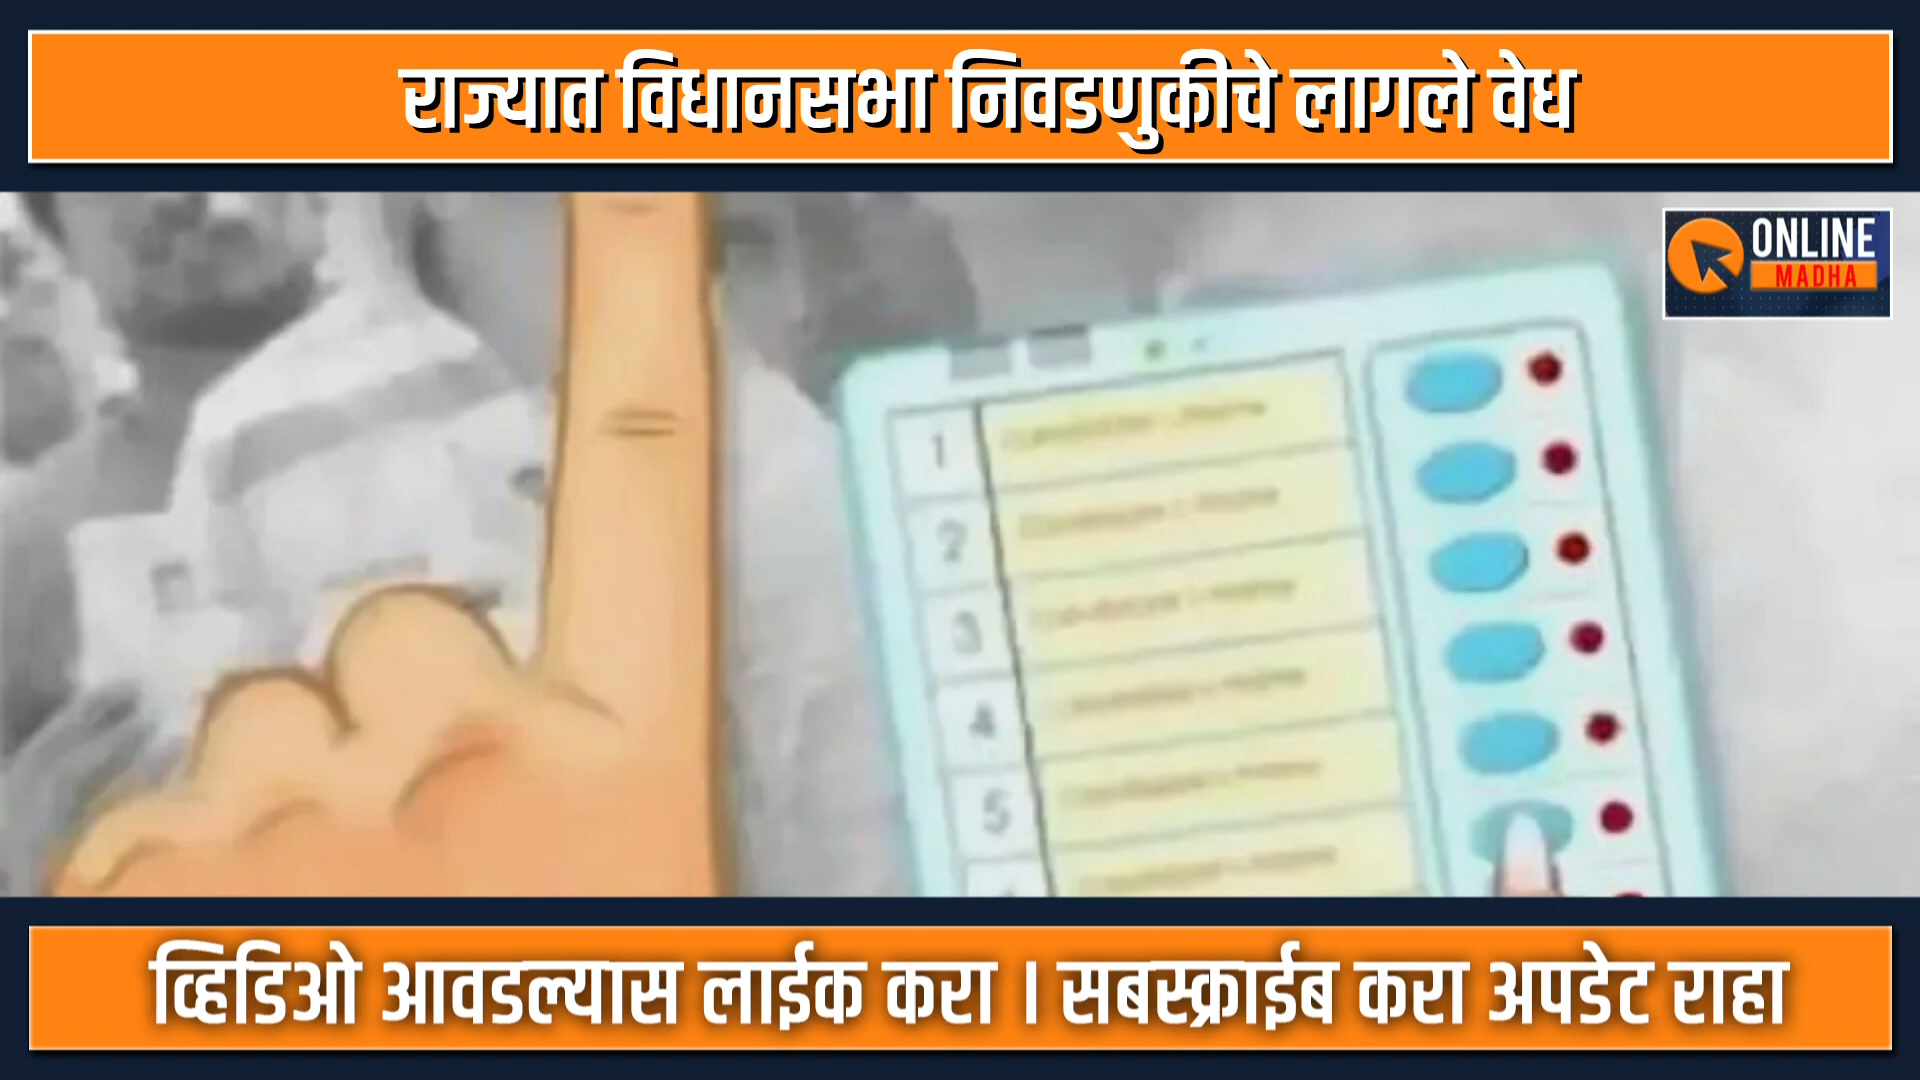 राज्यात विधानसभा निवडणुकीचे लागले वेध
ONLINE
MADHA
1
2
3
4
5
व्हिडिओ आवडल्यास लाईक करा । सबस्क्राईब करा अपडेट राहा